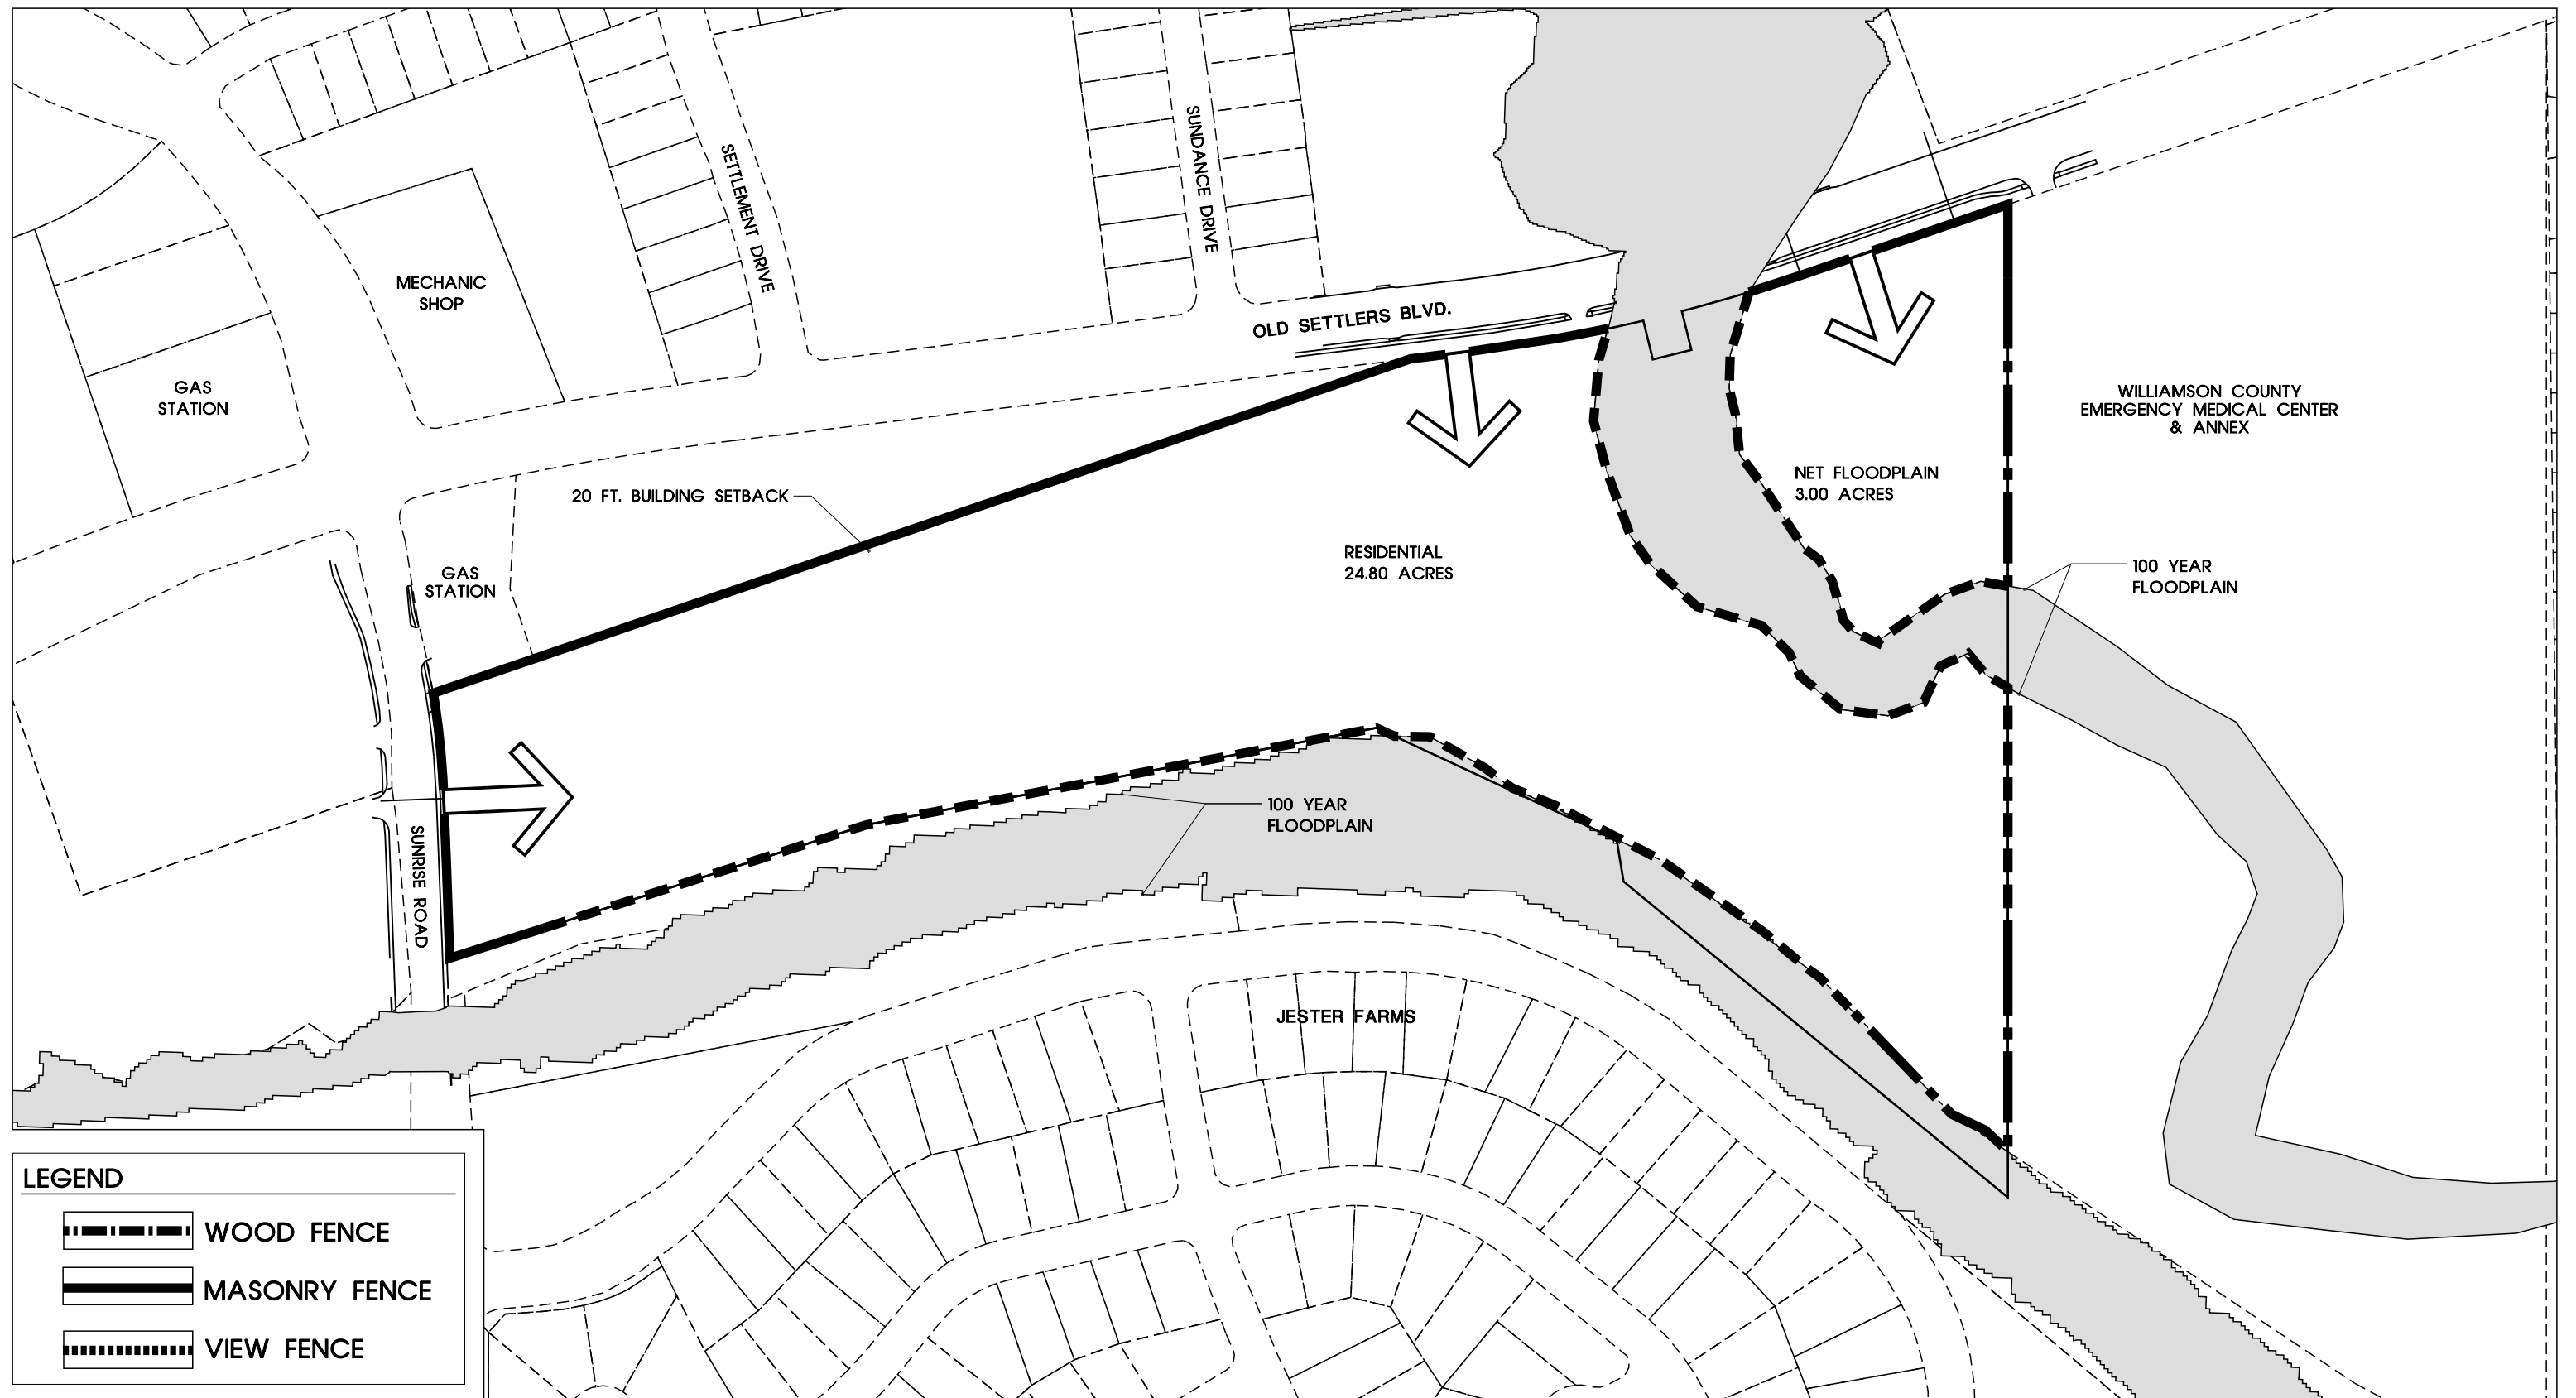 SETTLEMENT DRIVE
SUNDANCE DRIVE
MECHANIC
SHOP
OLD SETTLERS BLVD.
GAS
STATION
WILLIAMSON COUNTY
EMERGENCY MEDICAL CENTER
& ANNEX
20 FT. BUILDING SETBACK
NET FLOODPLAIN
3.00 ACRES
GAS
STATION
RESIDENTIAL
24.80 ACRES
100 YEAR
FLOODPLAIN
SUNRISE ROAD
100 YEAR
FLOODPLAIN
JESTER FARMS
LEGEND
WOOD FENCE
MASONRY FENCE
VIEW FENCE